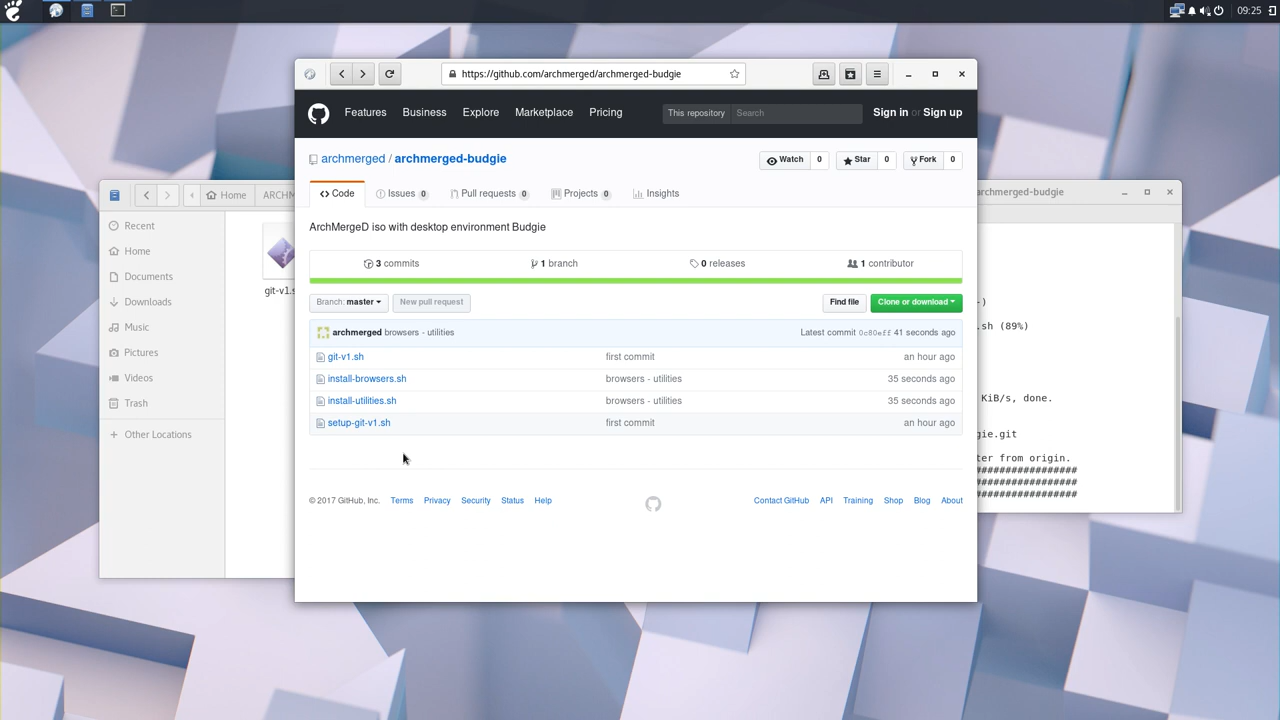 09:25
https://github.com/archmerged/archmerged-budgie
Features Business Explore Marketplace Pricing This repository Search Sign in or Sign up
archmerged / archmerged-budgie Watch 0 Star 0 Fork 0
Code Issues 0 Pull requests 0 Projects 0 Insights
ArchMergeD iso with desktop environment Budgie
3 commits 1 branch 0 releases 1 contributor
Branch: master New pull request Find file Clone or download
archmerged browsers - utilities Latest commit 0c80eff 41 seconds ago
git-v1.sh first commit an hour ago
install-browsers.sh browsers - utilities 35 seconds ago
install-utilities.sh browsers - utilities 35 seconds ago
setup-git-v1.sh first commit an hour ago
© 2017 GitHub, Inc. Terms Privacy Security Status Help Contact GitHub API Training Shop Blog About
Home ARCHM
Recent
Home
Documents
Downloads
Music
Pictures
Videos
Trash
Other Locations
git-v1.s
archmerged-budgie
-)
.sh (89%)
KiB/s, done.
gie.git
ter from origin.
#################
#################
#################